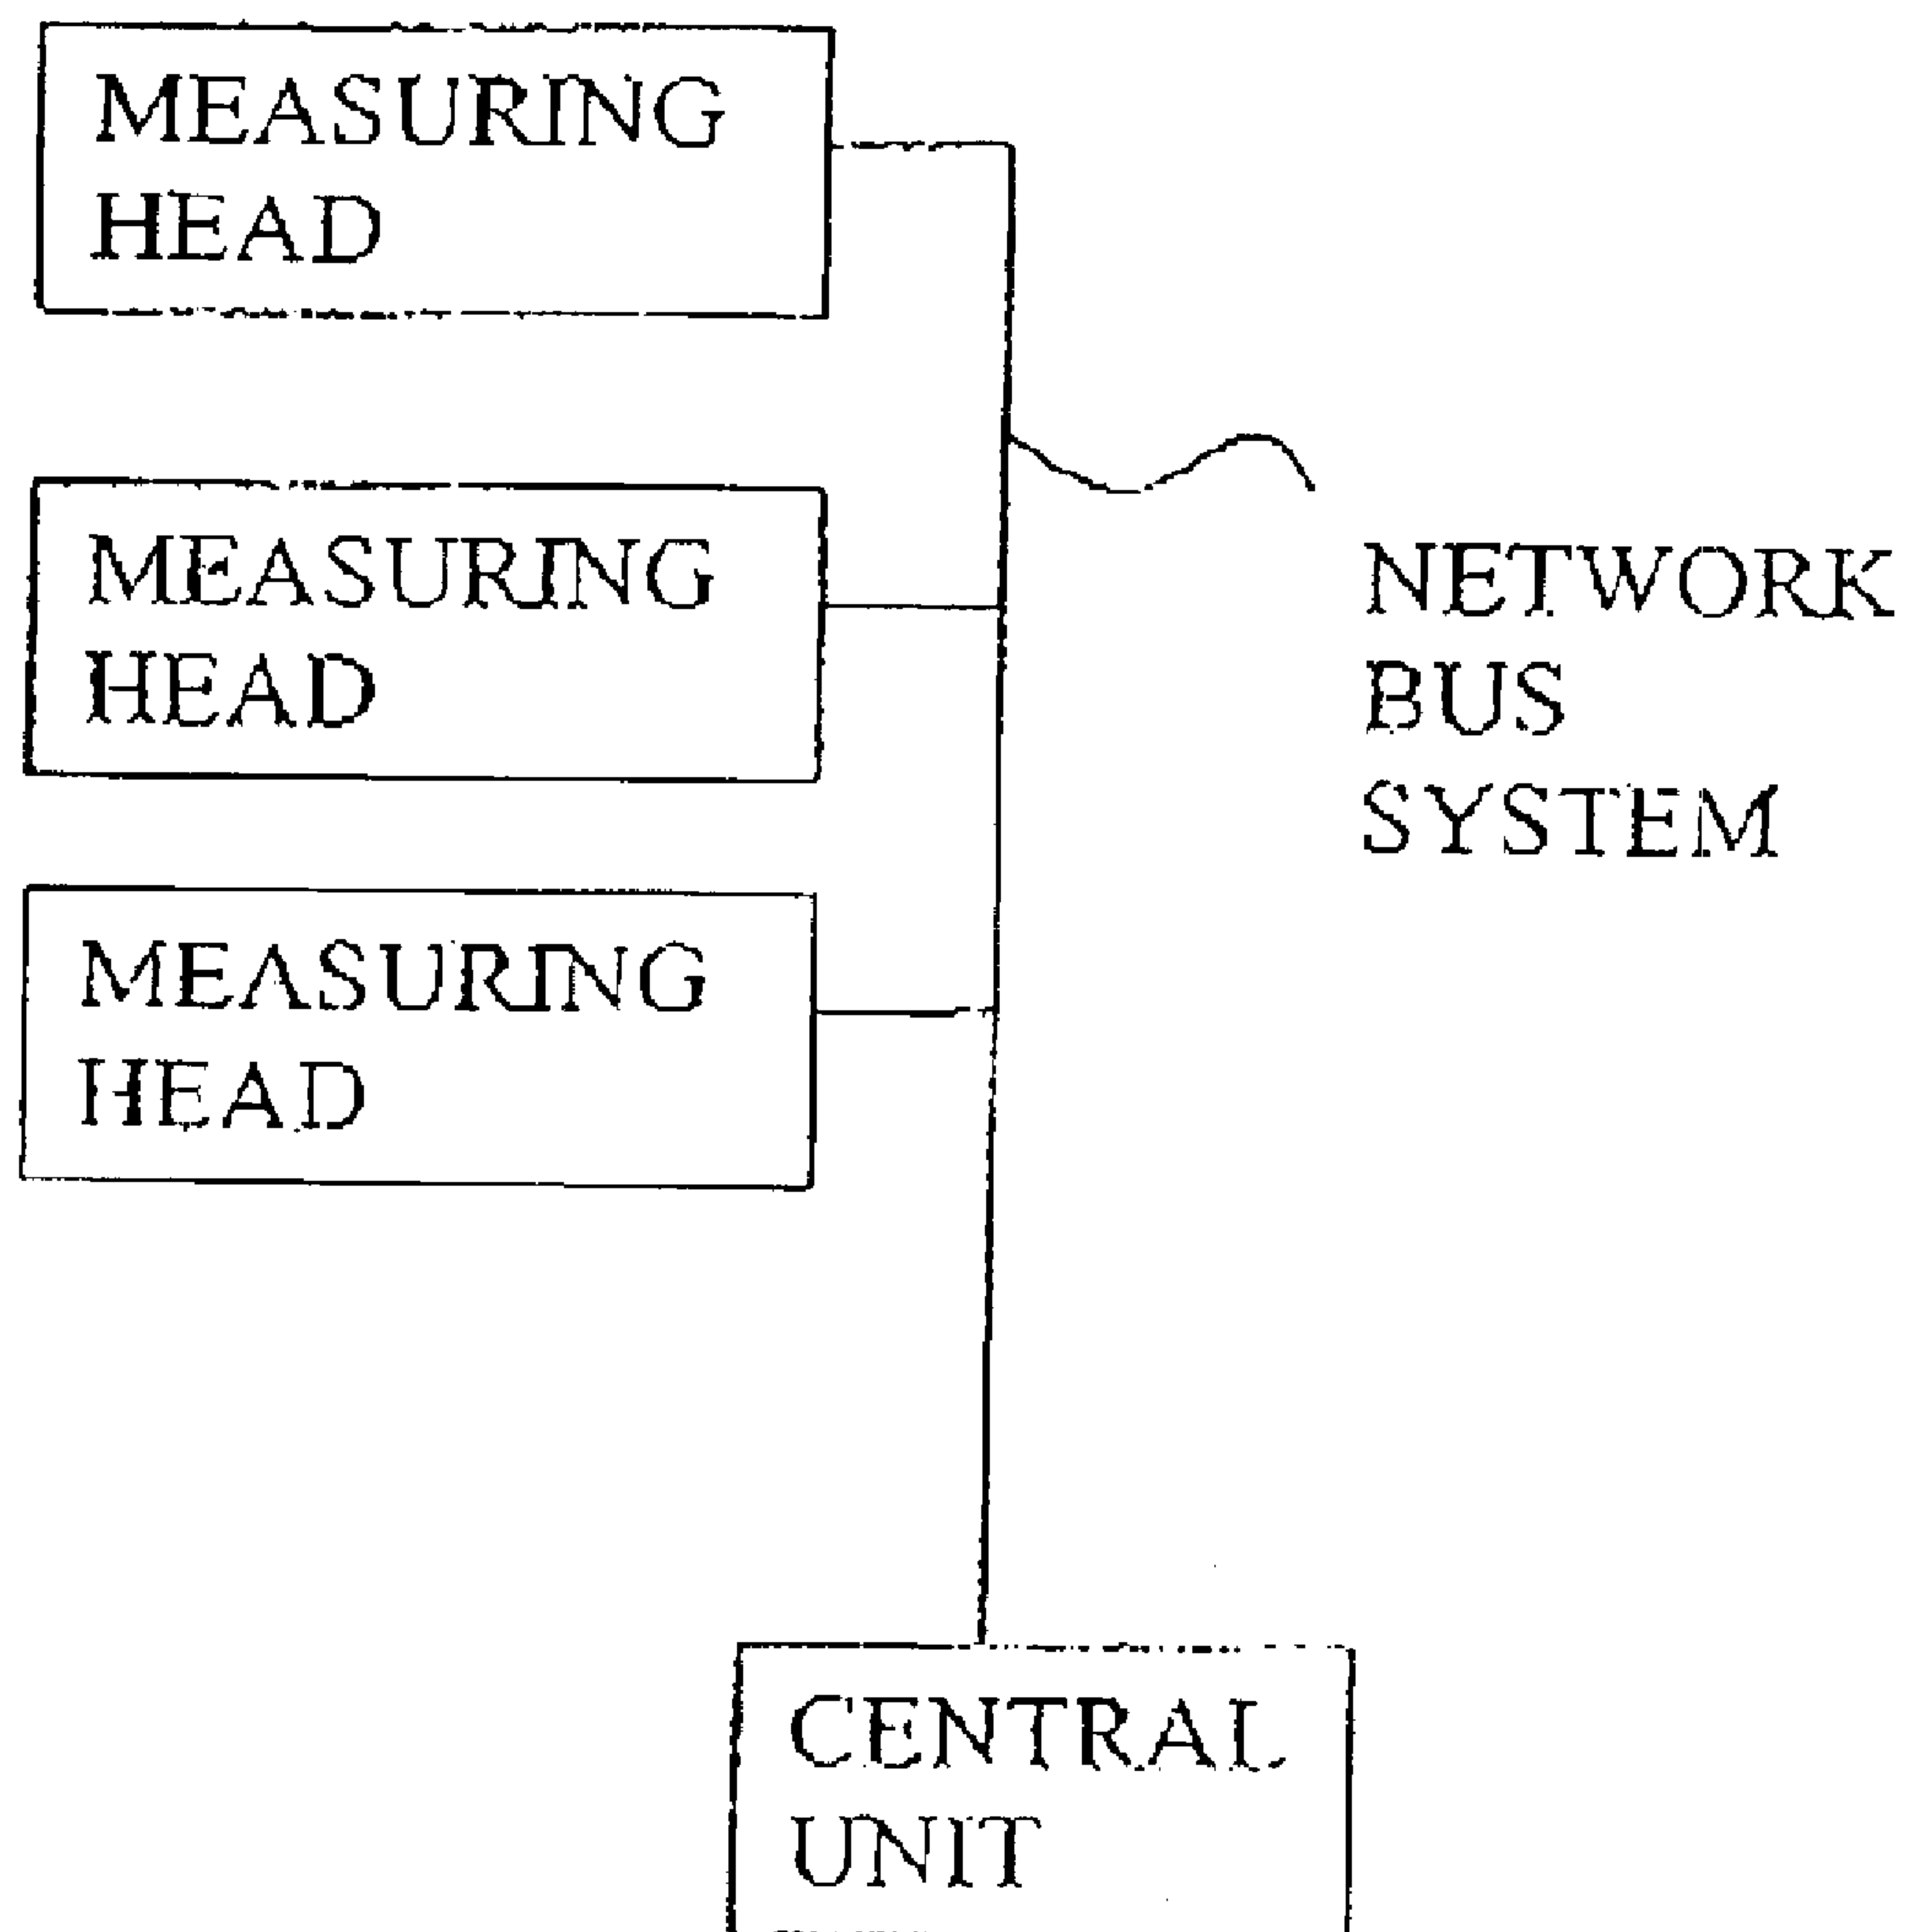 MEASURING
HEAD
MEASURING
HEAD
NETWORK
BUS
SYSTEM
MEASURING
HEAD
CENTRAL
UNIT